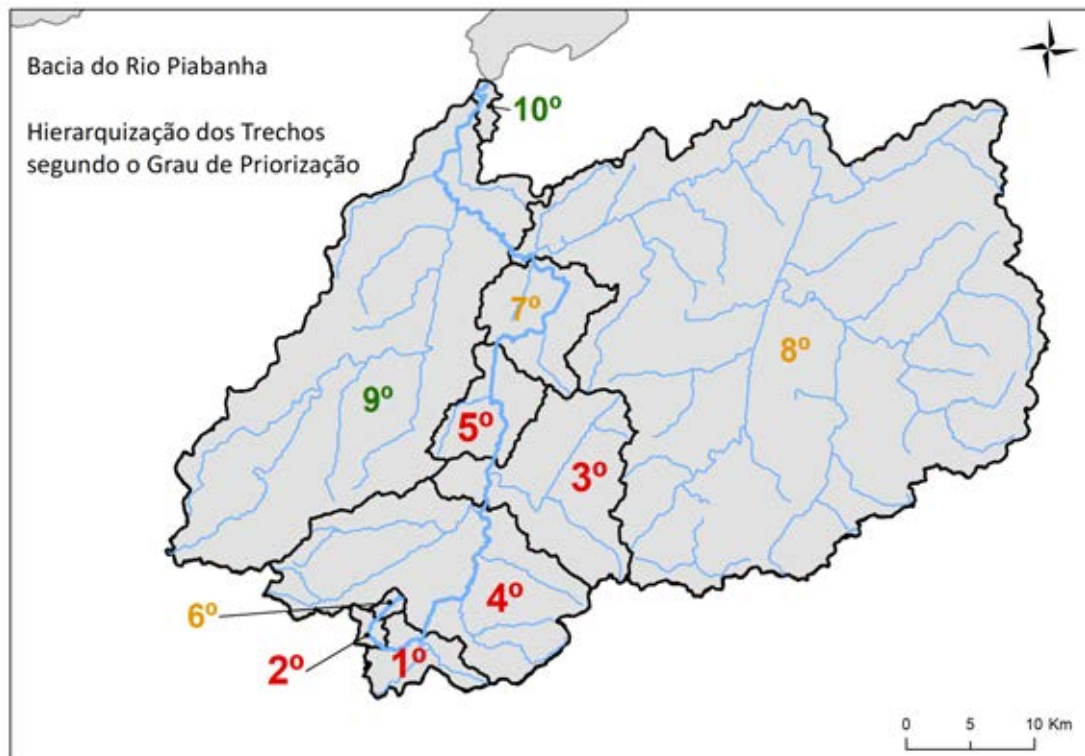 Bacia do Rio Piabanha
Hierarquização dos Trechos
segundo o Grau de Priorização
10º
7º
8º
9º
5º
3º
4º
6º
2º
1º
0 5 10 Km